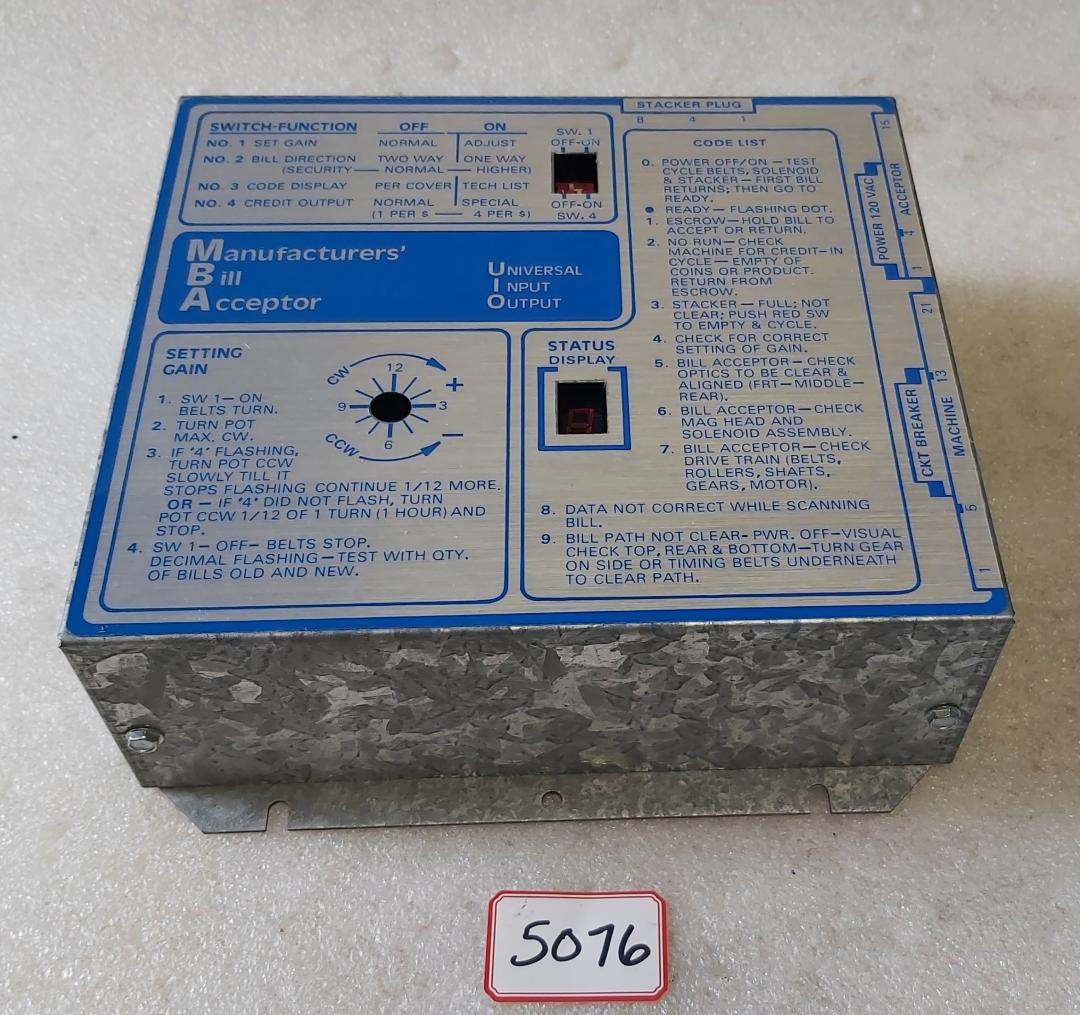 STACKER PLUG
8 4 1
SWITCH-FUNCTION OFF ON
NO. 1 SET GAIN NORMAL ADJUST
NO. 2 BILL DIRECTION TWO WAY ONE WAY
(SECURITY — NORMAL — HIGHER)
NO. 3 CODE DISPLAY PER COVER TECH LIST
NO. 4 CREDIT OUTPUT NORMAL SPECIAL
(1 PER $ — 4 PER $)
SW. 1
OFF-ON
OFF-ON
SW. 4
Manufacturers'
Bill
Acceptor
UNIVERSAL
INPUT
OUTPUT
SETTING
GAIN
CW
12
+
9
3
6
CCW
—
1. SW 1— ON
BELTS TURN.
2. TURN POT
MAX. CW.
3. IF "4" FLASHING,
TURN POT CCW
SLOWLY TILL IT
STOPS FLASHING CONTINUE 1/12 MORE.
OR — IF "4" DID NOT FLASH, TURN
POT CCW 1/12 OF 1 TURN (1 HOUR) AND
STOP.
4. SW 1— OFF— BELTS STOP.
DECIMAL FLASHING — TEST WITH QTY.
OF BILLS OLD AND NEW.
STATUS
DISPLAY
8
CODE LIST
0. POWER OFF/ON — TEST
CYCLE BELTS, SOLENOID
& STACKER — FIRST BILL
RETURNS; THEN GO TO
READY.
● READY— FLASHING DOT.
1. ESCROW— HOLD BILL TO
ACCEPT OR RETURN.
2. NO RUN — CHECK
MACHINE FOR CREDIT—IN
CYCLE — EMPTY OF
COINS OR PRODUCT.
RETURN FROM
ESCROW.
3. STACKER — FULL; NOT
CLEAR; PUSH RED SW
TO EMPTY & CYCLE.
4. CHECK FOR CORRECT
SETTING OF GAIN.
5. BILL ACCEPTOR — CHECK
OPTICS TO BE CLEAR &
ALIGNED (FRT—MIDDLE—
REAR).
6. BILL ACCEPTOR — CHECK
MAG HEAD AND
SOLENOID ASSEMBLY.
7. BILL ACCEPTOR — CHECK
DRIVE TRAIN (BELTS,
ROLLERS, SHAFTS,
GEARS, MOTOR).
8. DATA NOT CORRECT WHILE SCANNING
BILL.
9. BILL PATH NOT CLEAR- PWR. OFF—VISUAL
CHECK TOP, REAR & BOTTOM—TURN GEAR
ON SIDE OR TIMING BELTS UNDERNEATH
TO CLEAR PATH.
POWER 120 VAC
ACCEPTOR
15
4
1
CKT BREAKER
MACHINE
21
13
5
1
5076